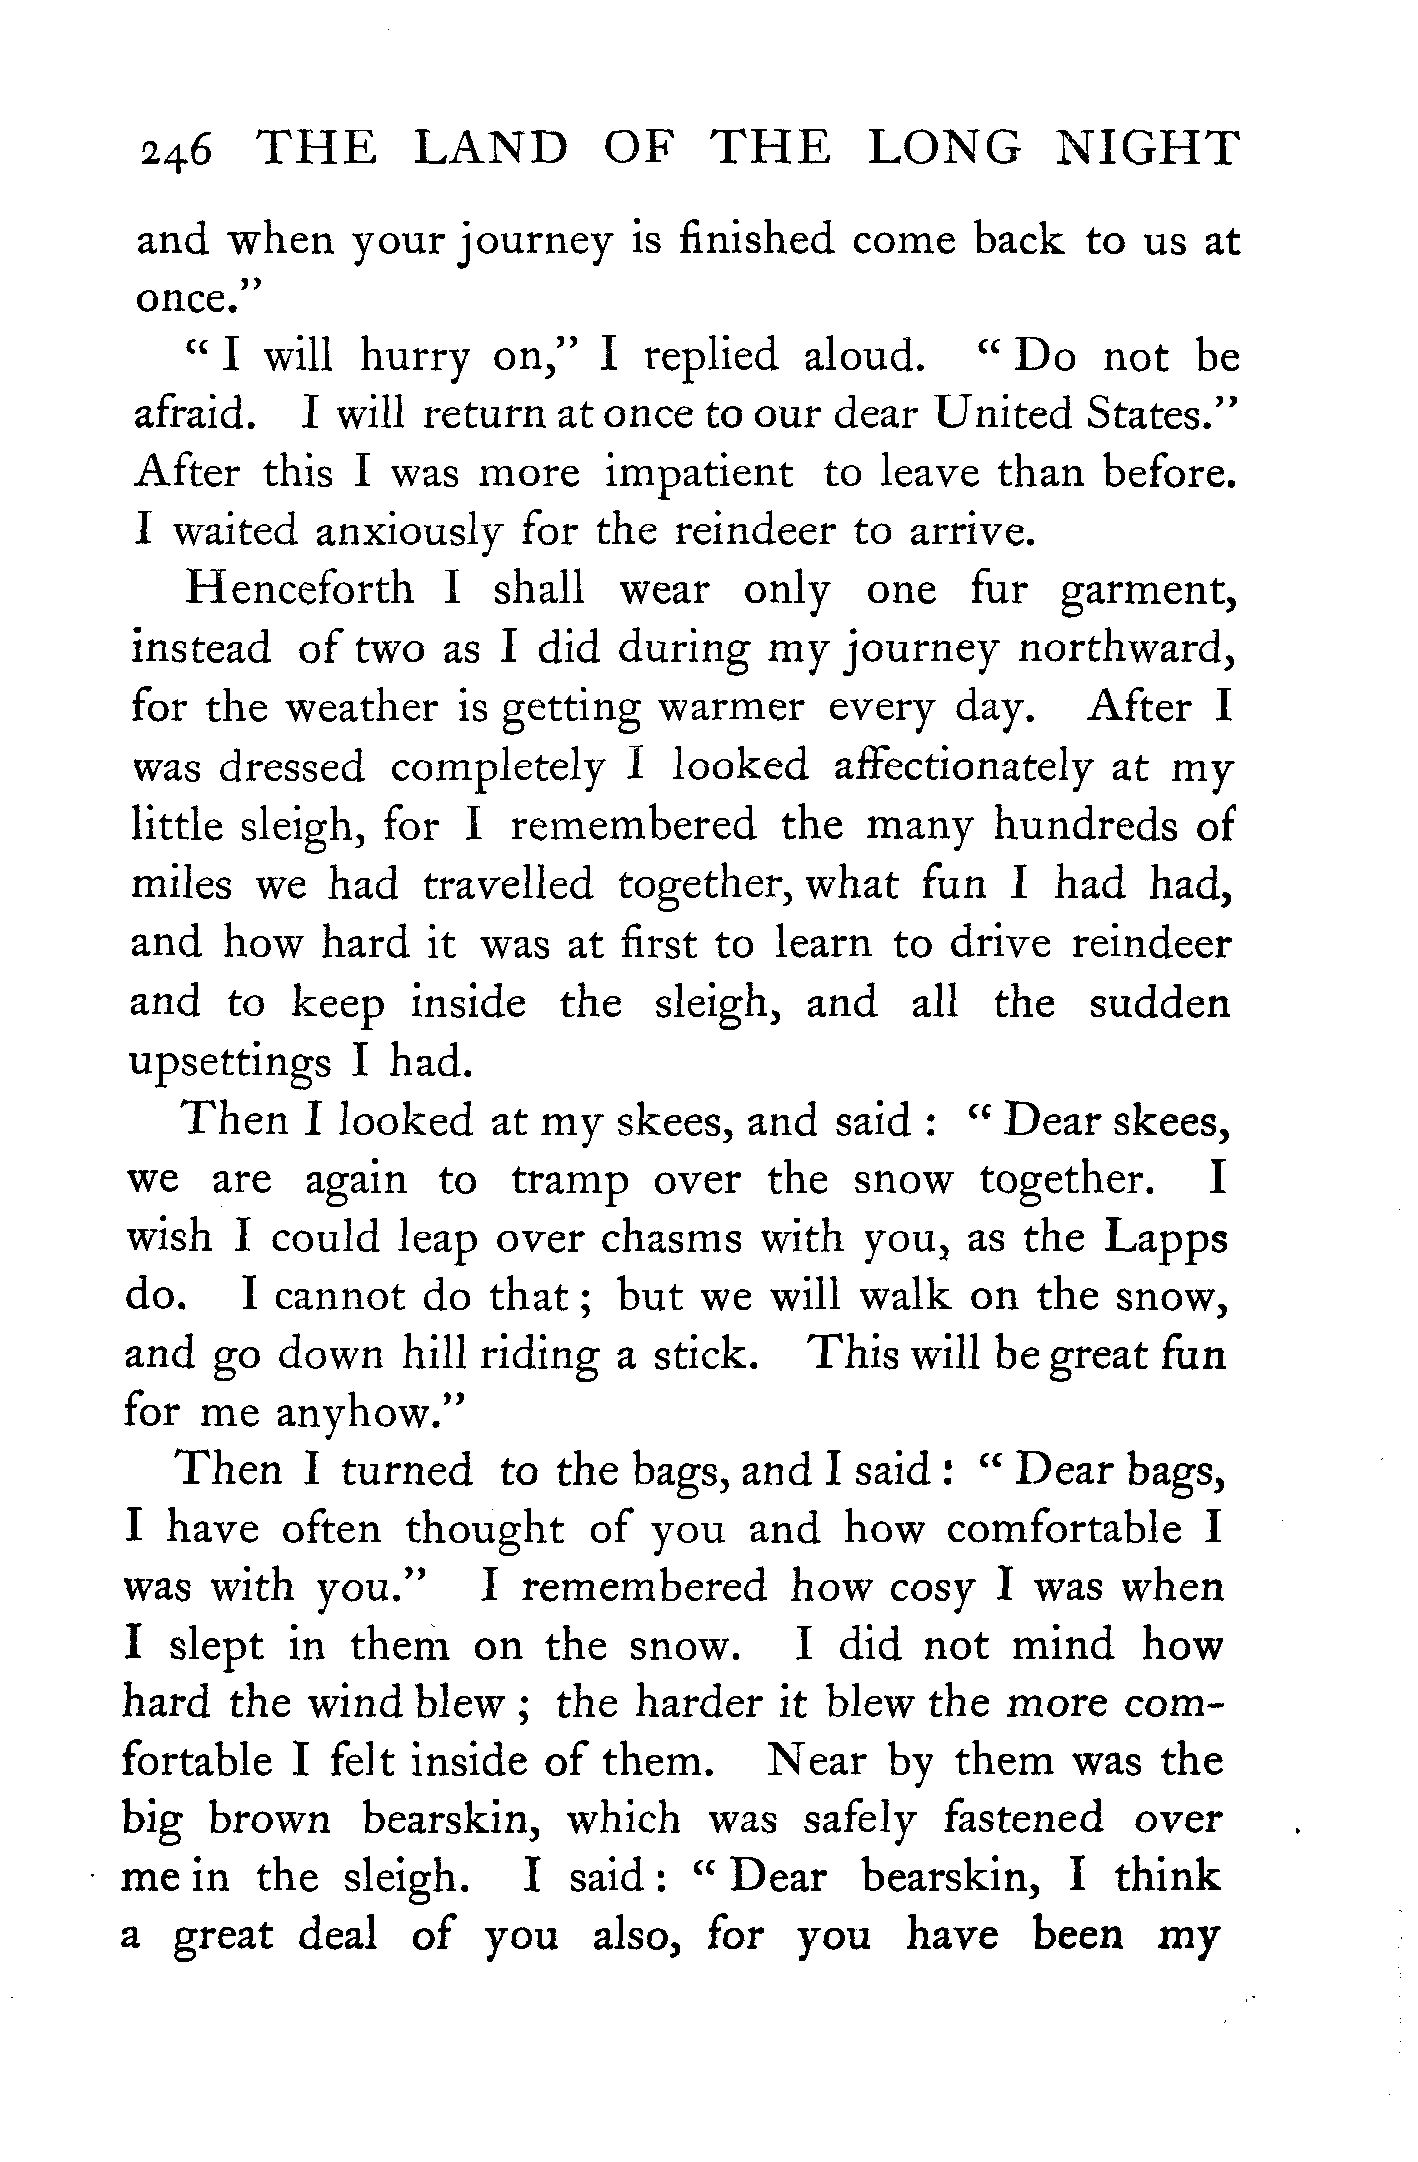 246 THE LAND OF THE LONG NIGHT
and when your journey is finished come back to us at
once."
" I will hurry on," I replied aloud. " Do not be
afraid. I will return at once to our dear United States."
After this I was more impatient to leave than before.
I waited anxiously for the reindeer to arrive.
Henceforth I shall wear only one fur garment,
instead of two as I did during my journey northward,
for the weather is getting warmer every day. After I
was dressed completely I looked affectionately at my
little sleigh, for I remembered the many hundreds of
miles we had travelled together, what fun I had had,
and how hard it was at first to learn to drive reindeer
and to keep inside the sleigh, and all the sudden
upsettings I had.
Then I looked at my skees, and said : " Dear skees,
we are again to tramp over the snow together. I
wish I could leap over chasms with you, as the Lapps
do. I cannot do that ; but we will walk on the snow,
and go down hill riding a stick. This will be great fun
for me anyhow."
Then I turned to the bags, and I said : " Dear bags,
I have often thought of you and how comfortable I
was with you." I remembered how cosy I was when
I slept in them on the snow. I did not mind how
hard the wind blew ; the harder it blew the more com-
fortable I felt inside of them. Near by them was the
big brown bearskin, which was safely fastened over
me in the sleigh. I said : " Dear bearskin, I think
a great deal of you also, for you have been my